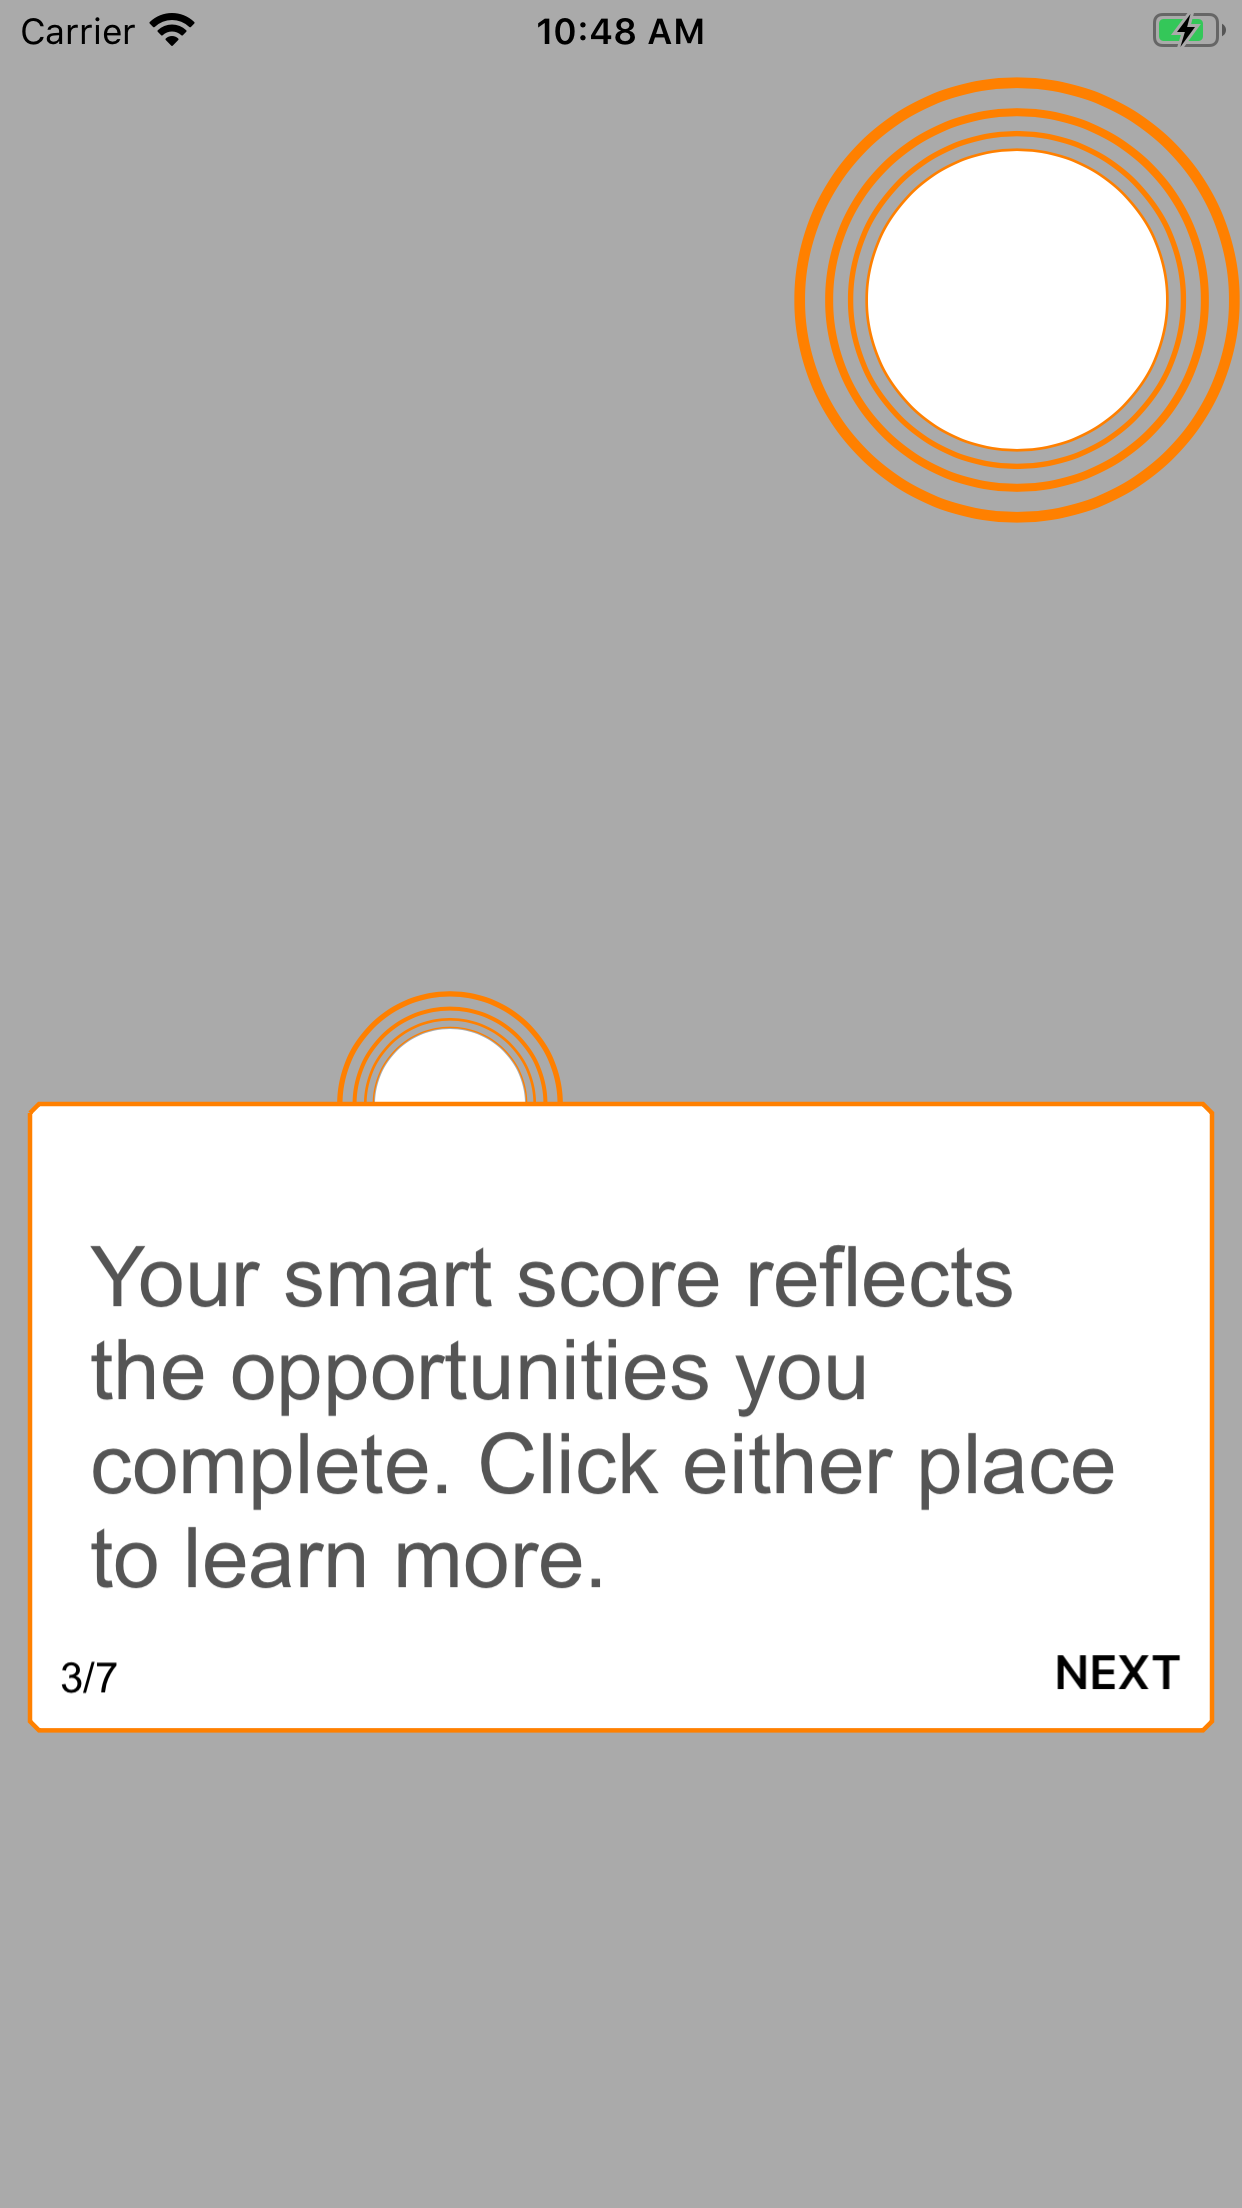 Carrier
10:48 AM
Your smart score reflects
the opportunities you
complete. Click either place
to learn more.
3/7
NEXT